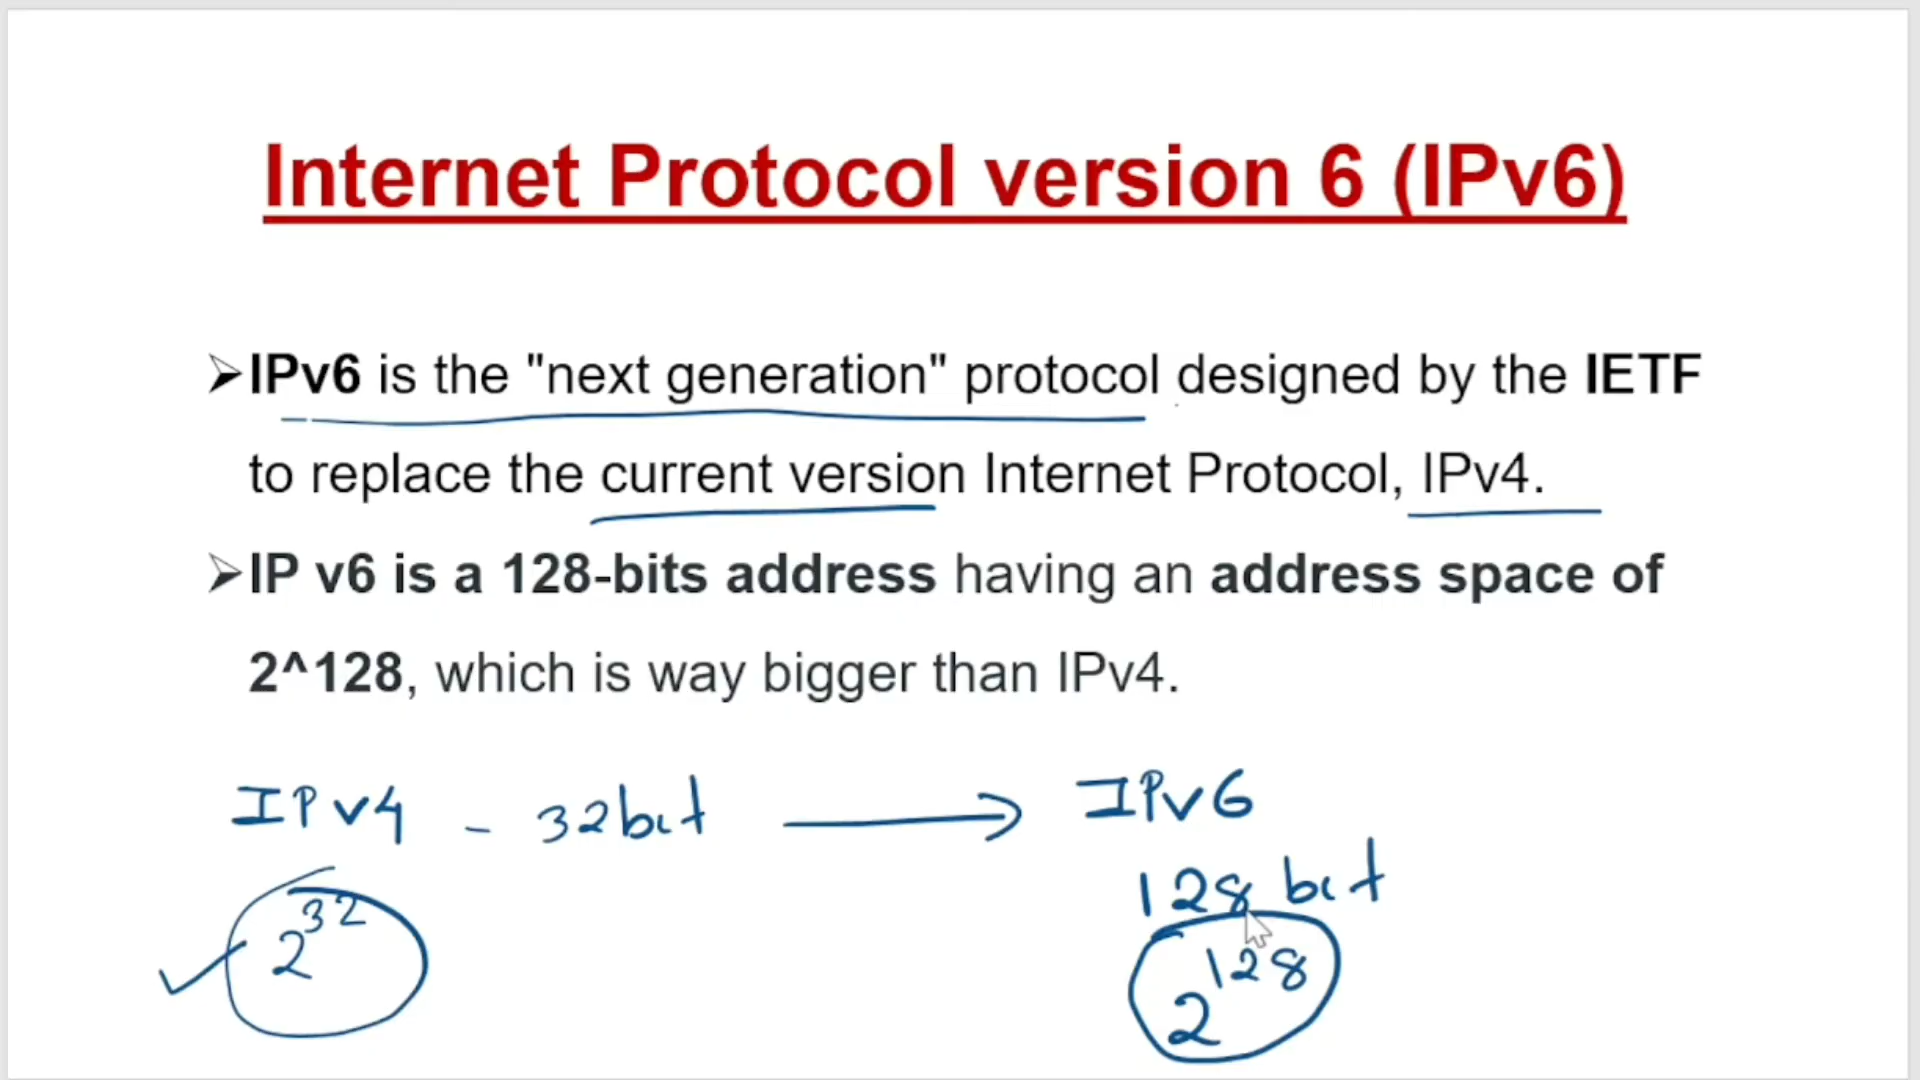 Internet Protocol version 6 (IPv6)
➢IPv6 is the "next generation" protocol designed by the IETF
to replace the current version Internet Protocol, IPv4.
➢IP v6 is a 128-bits address having an address space of
2^128, which is way bigger than IPv4.
IPv4 - 32bit → IPv6
128 bit
2^32
2^128